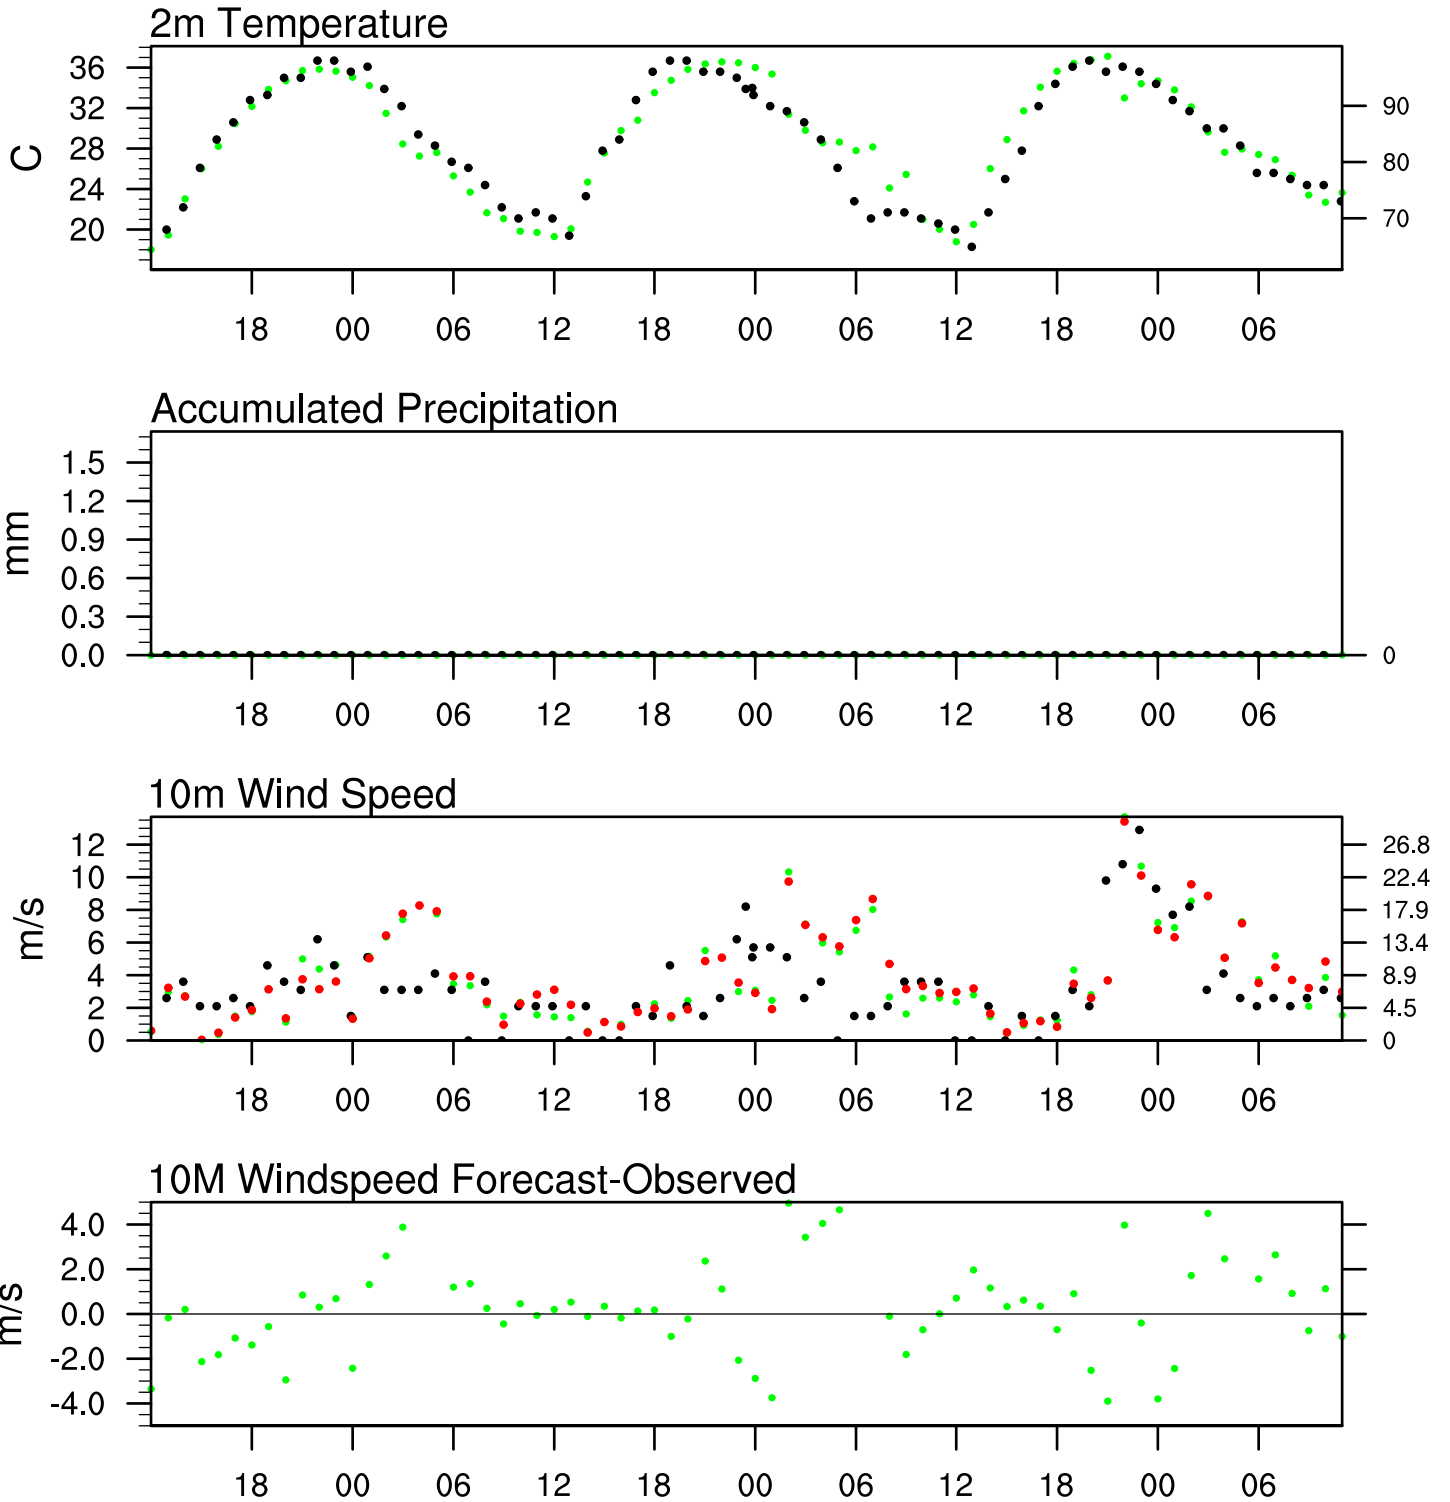 2m Temperature
36
32
28
24
20
C
90
80
70
18 00 06 12 18 00 06 12 18 00 06
Accumulated Precipitation
1.5
1.2
0.9
0.6
0.3
0.0
mm
0
18 00 06 12 18 00 06 12 18 00 06
10m Wind Speed
12
10
8
6
4
2
0
m/s
26.8
22.4
17.9
13.4
8.9
4.5
0
18 00 06 12 18 00 06 12 18 00 06
10M Windspeed Forecast-Observed
4.0
2.0
0.0
-2.0
-4.0
m/s
18 00 06 12 18 00 06 12 18 00 06